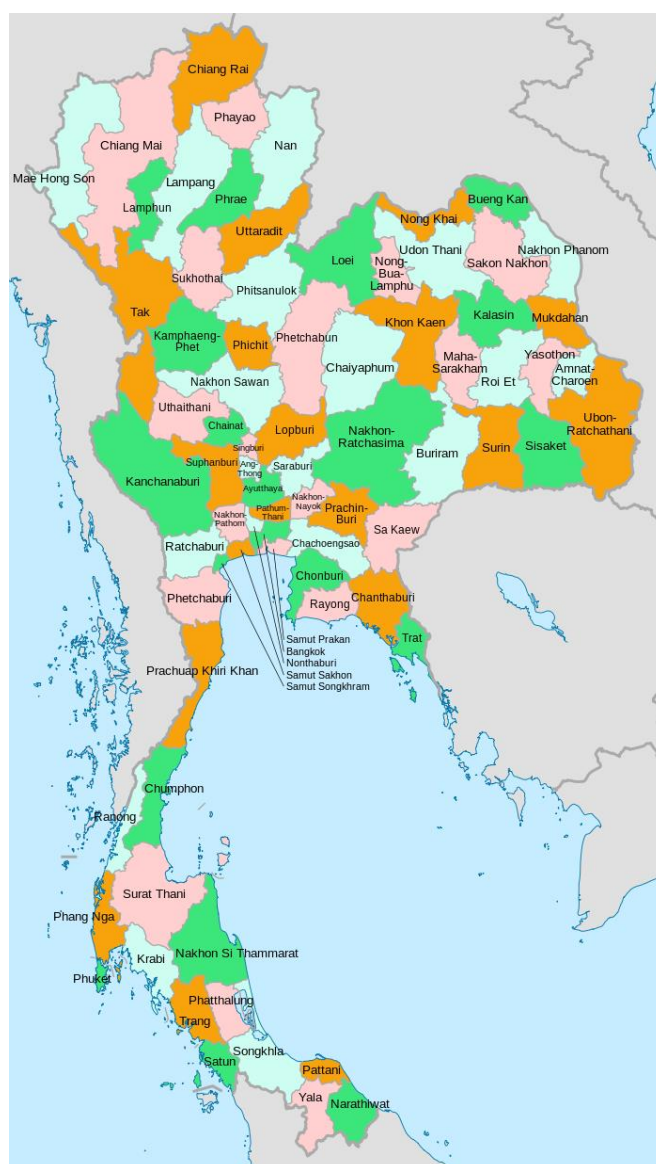 Chiang Rai
Phayao
Chiang Mai
Nan
Mae Hong Son
Lampang
Lamphun
Phrae
Bueng Kan
Nong Khai
Uttaradit
Udon Thani
Nakhon Phanom
Loei
Nong-
Bua-
Lamphu
Sakon Nakhon
Sukhothai
Phitsanulok
Tak
Khon Kaen
Kalasin
Mukdahan
Kamphaeng-
Phet
Phichit
Phetchabun
Maha-
Sarakham
Yasothon
Chaiyaphum
Roi Et
Amnat-
Charoen
Nakhon Sawan
Uthaithani
Chainat
Lopburi
Nakhon-
Ratchasima
Ubon-
Ratchathani
Surin
Sisaket
Buriram
Singburi
Suphanburi
Ang-
Thong
Saraburi
Kanchanaburi
Ayutthaya
Nakhon-
Nayok
Prachin-
Buri
Pathum-
Thani
Nakhon-
Pathom
Sa Kaew
Ratchaburi
Chachoengsao
Chonburi
Phetchaburi
Rayong
Chanthaburi
Trat
Samut Prakan
Bangkok
Nonthaburi
Samut Sakhon
Samut Songkhram
Prachuap Khiri Khan
Chumphon
Ranong
Surat Thani
Phang Nga
Nakhon Si Thammarat
Krabi
Phuket
Phatthalung
Trang
Songkhla
Satun
Pattani
Yala
Narathiwat